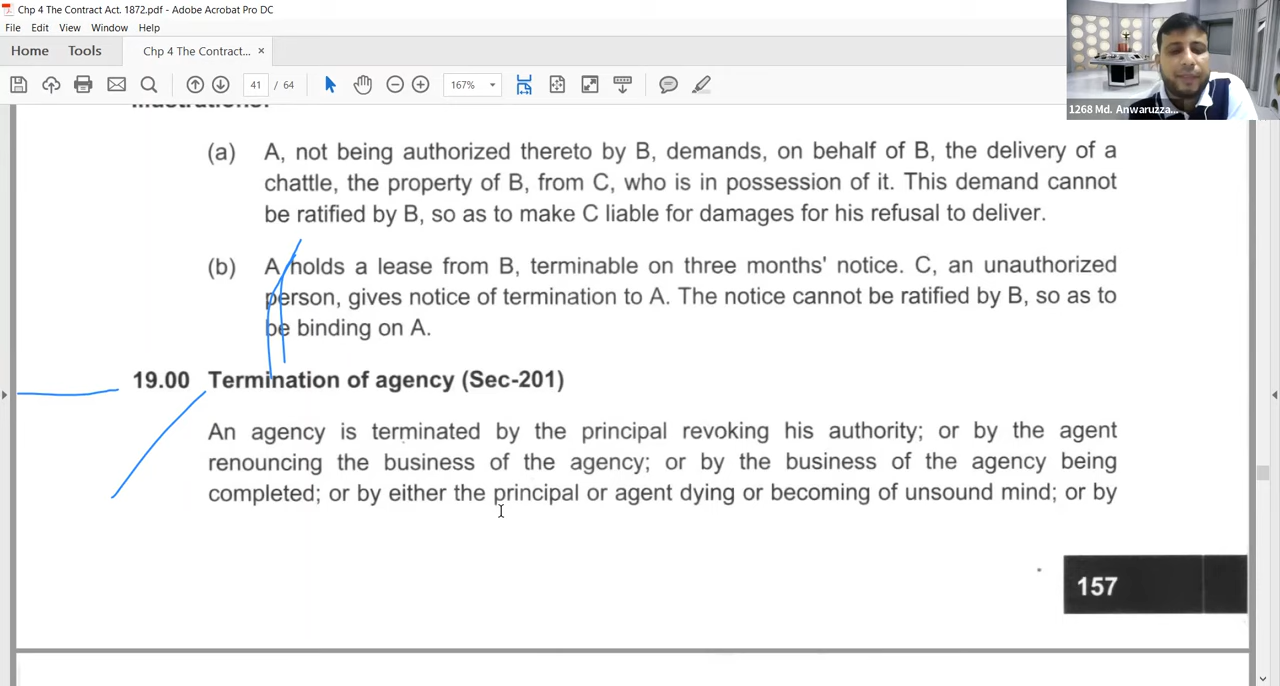 Chp 4 The Contract Act. 1872.pdf - Adobe Acrobat Pro DC
File Edit View Window Help
Home Tools Chp 4 The Contract... ×
41 / 64 167%
1268 Md. Anwaruzza...
Illustrations:
(a) A, not being authorized thereto by B, demands, on behalf of B, the delivery of a
chattle, the property of B, from C, who is in possession of it. This demand cannot
be ratified by B, so as to make C liable for damages for his refusal to deliver.
(b) A holds a lease from B, terminable on three months' notice. C, an unauthorized
person, gives notice of termination to A. The notice cannot be ratified by B, so as to
be binding on A.
19.00 Termination of agency (Sec-201)
An agency is terminated by the principal revoking his authority; or by the agent
renouncing the business of the agency; or by the business of the agency being
completed; or by either the principal or agent dying or becoming of unsound mind; or by
157